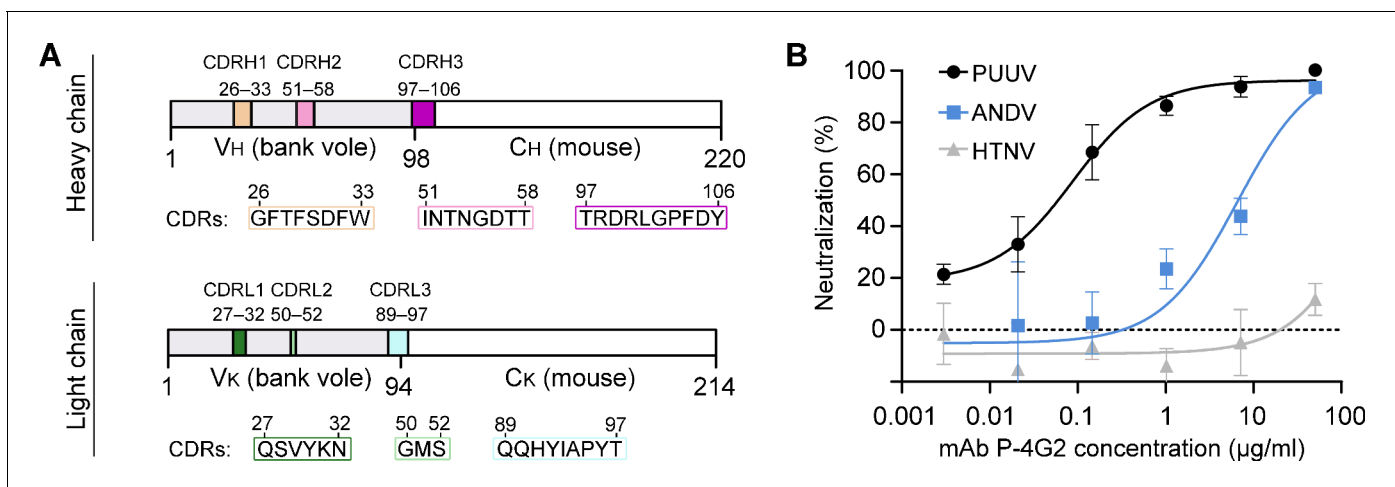 A
Heavy chain
CDRH1 CDRH2 CDRH3
26–33 51–58 97–106
VH (bank vole) CH (mouse)
1 98 220
26 33 51 58 97 106
CDRs: GFTFSDFW INTNGDTT TRDRLGPFDY
Light chain
CDRL1 CDRL2 CDRL3
27–32 50–52 89–97
1 94 214
VK (bank vole) CK (mouse)
27 32 50 52 89 97
CDRs: QSVYKN GMS QQHYIAPYT
B
PUUV
ANDV
HTNV
Neutralization (%)
100
80
60
40
20
0
0.001 0.01 0.1 1 10 100
mAb P-4G2 concentration (μg/ml)